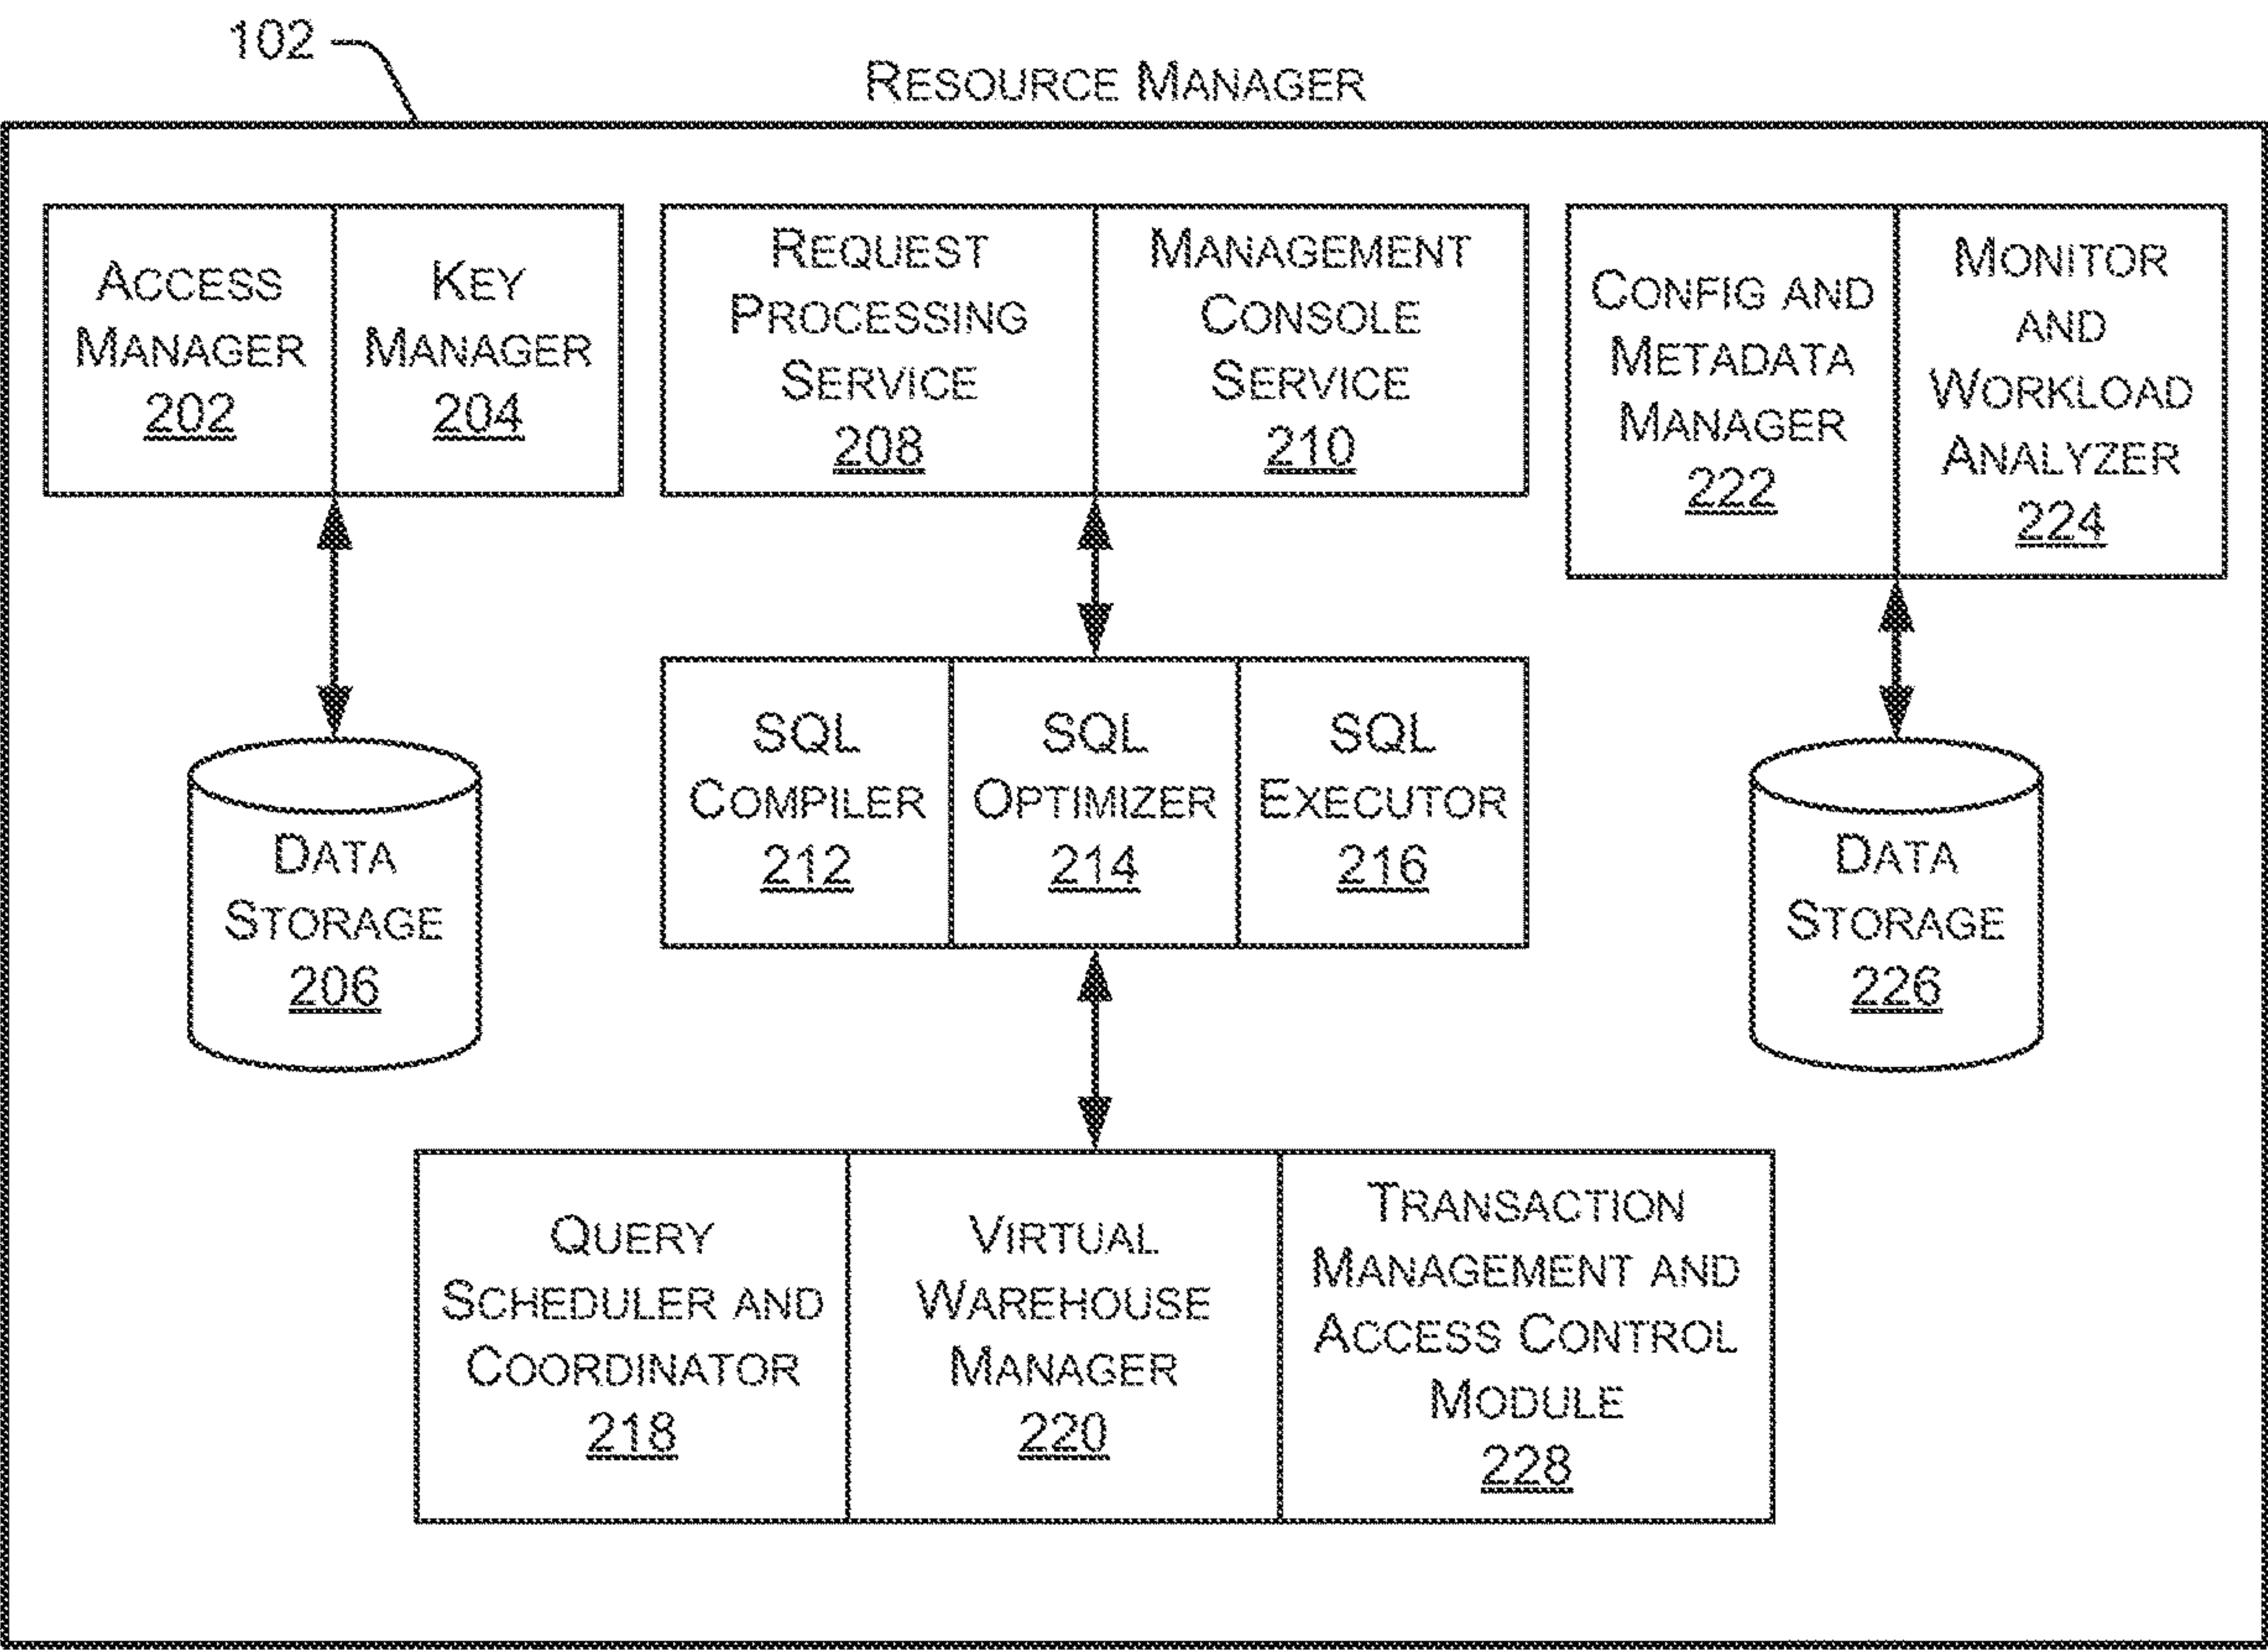 102
RESOURCE MANAGER
ACCESS
MANAGER
202
KEY
MANAGER
204
REQUEST
PROCESSING
SERVICE
208
MANAGEMENT
CONSOLE
SERVICE
210
CONFIG AND
METADATA
MANAGER
222
MONITOR
AND
WORKLOAD
ANALYZER
224
SQL
COMPILER
212
SQL
OPTIMIZER
214
SQL
EXECUTOR
216
DATA
STORAGE
206
DATA
STORAGE
226
QUERY
SCHEDULER AND
COORDINATOR
218
VIRTUAL
WAREHOUSE
MANAGER
220
TRANSACTION
MANAGEMENT AND
ACCESS CONTROL
MODULE
228